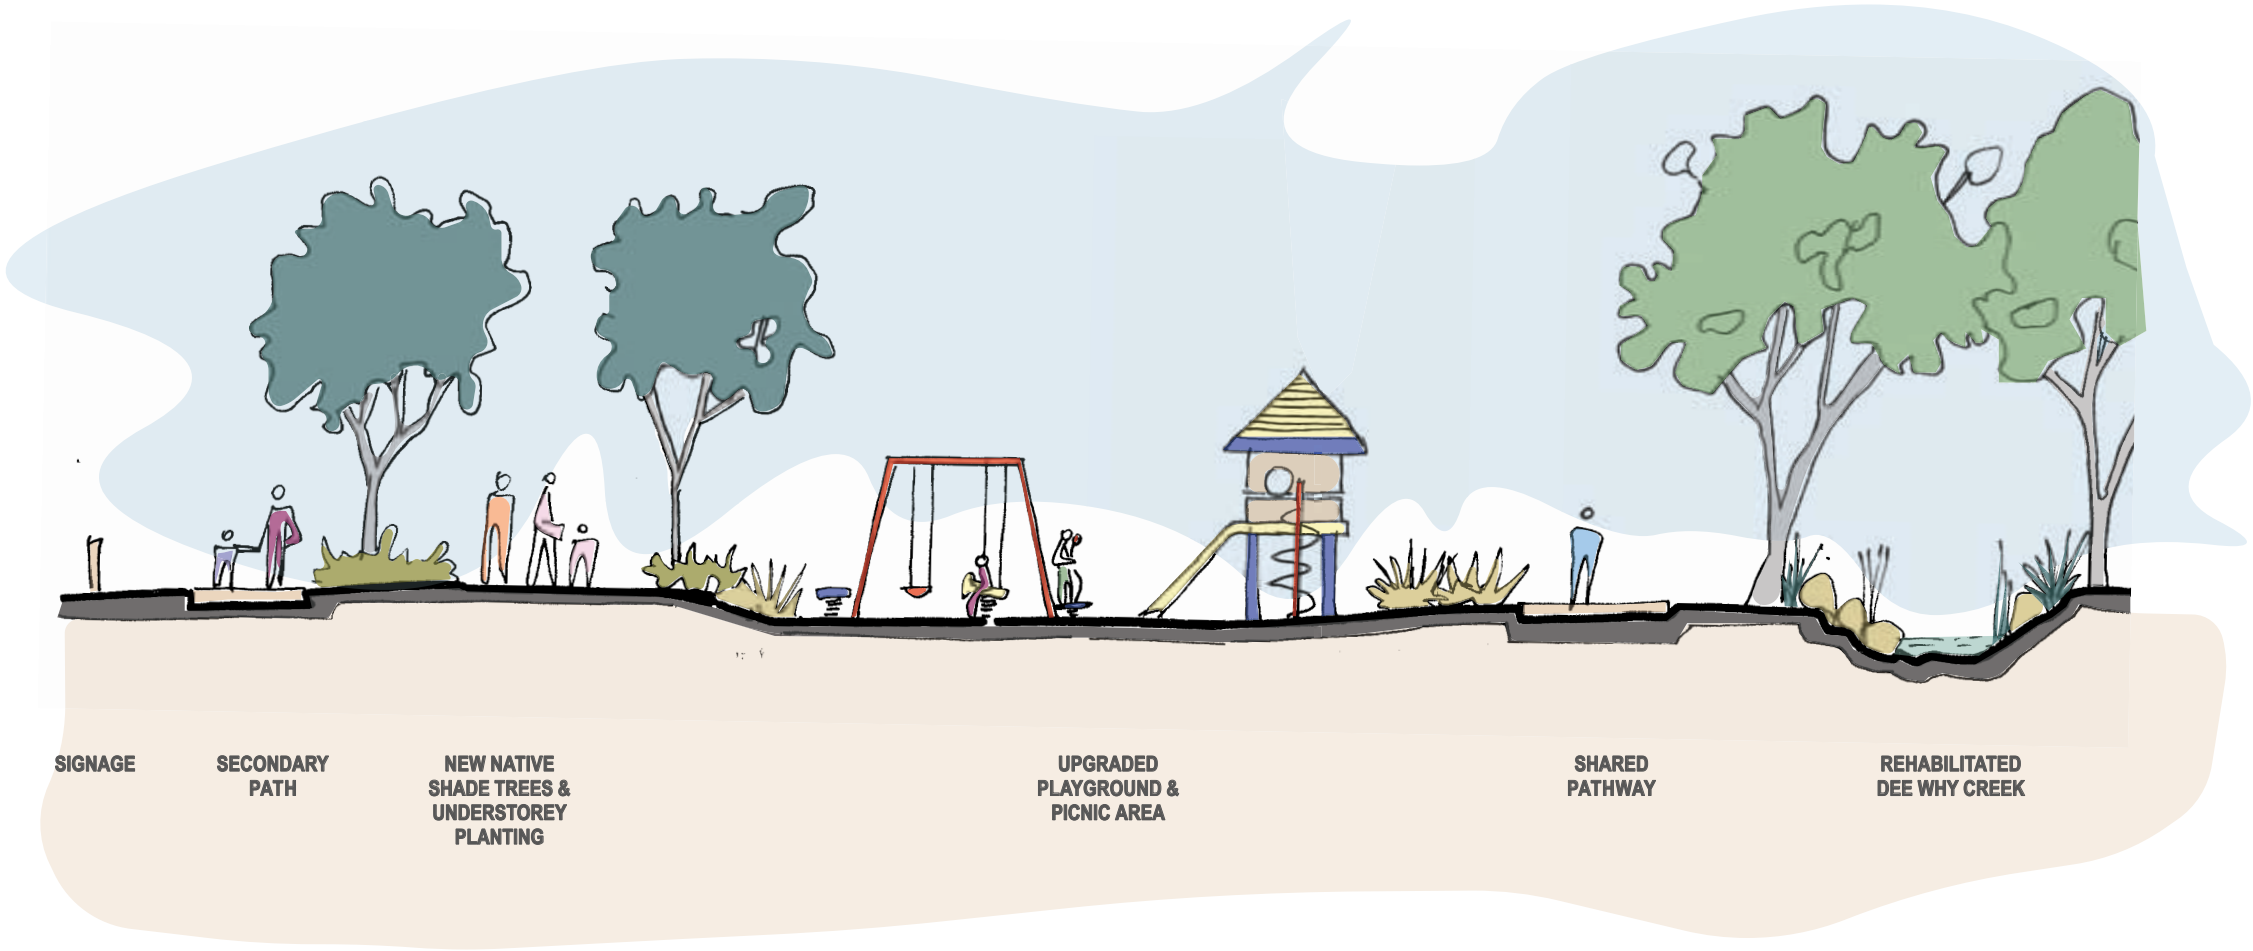 SIGNAGE
SECONDARY
PATH
NEW NATIVE
SHADE TREES &
UNDERSTOREY
PLANTING
UPGRADED
PLAYGROUND &
PICNIC AREA
SHARED
PATHWAY
REHABILITATED
DEE WHY CREEK